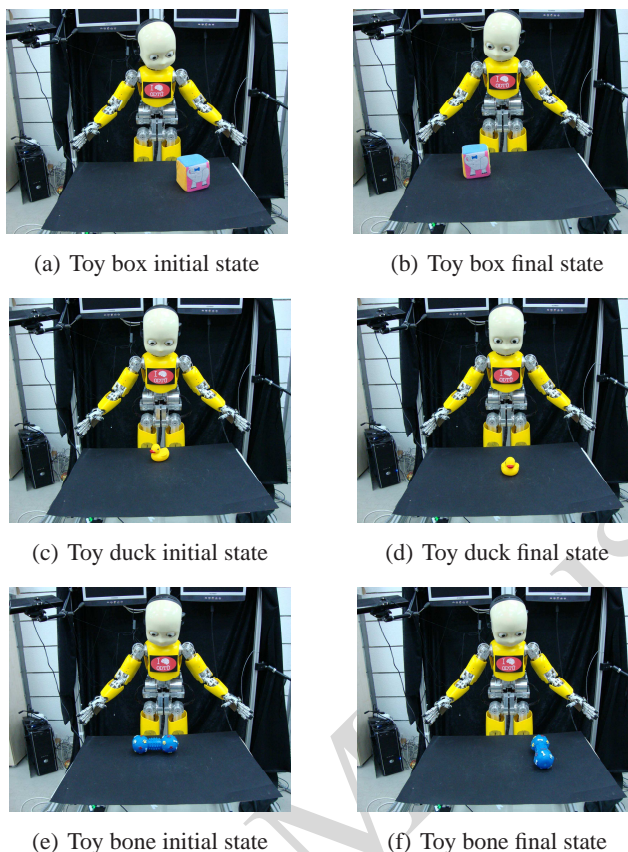 (a) Toy box initial state
(b) Toy box final state
(c) Toy duck initial state
(d) Toy duck final state
(e) Toy bone initial state
(f) Toy bone final state